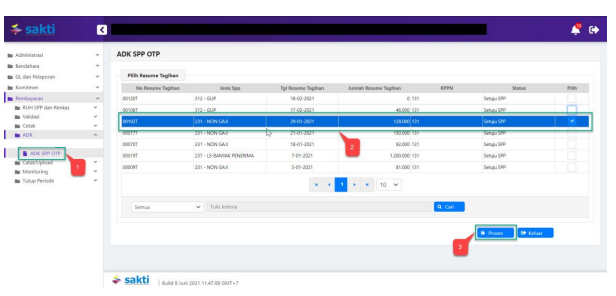 sakti
ADK SPP OTP
Administrasi
Bendahara
GL dan Pelaporan
Komitmen
Pembayaran
RUH SPP dan Renkas
Validasi
Cetak
ADK
ADK SPP OTP
Catat/Upload
Monitoring
Tutup Periode
1
Pilih Resume Tagihan
No Resume Tagihan Jenis Spp Tgl Resume Tagihan Jumlah Resume Tagihan KPPN Status Pilih
00120T 312 - GUP 18-02-2021 0 131 Setuju SPP
00106T 312 - GUP 17-02-2021 46,000 131 Setuju SPP
00102T 231 - NON GAJI 29-01-2021 120,000 131 Setuju SPP
00077T 231 - NON GAJI 21-01-2021 100,000 131 Setuju SPP
00070T 231 - NON GAJI 18-01-2021 92,000 131 Setuju SPP
00019T 237 - LS-BANYAK PENERIMA 7-01-2021 1,200,000 131 Setuju SPP
00009T 231 - NON GAJI 5-01-2021 81,000 131 Setuju SPP
2
« < 1 > » 10
Semua Tulis kriteria Cari
Proses Keluar
3
sakti Build 8 Juni 2021 11:47:08 GMT+7